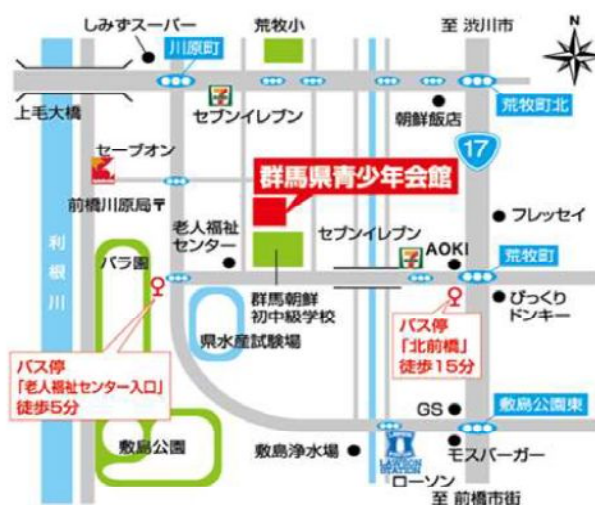 しみずスーパー
荒牧小
至 渋川市
N
川原町
上毛大橋
セブンイレブン
朝鮮飯店
荒牧町北
17
セーブオン
群馬県青少年会館
前橋川原局〒
フレッセイ
老人福祉
センター
セブンイレブン
AOKI
荒牧町
利根川
バラ園
群馬朝鮮
初中級学校
びっくり
ドンキー
県水産試験場
バス停
「北前橋」
徒歩15分
バス停
「老人福祉センター入口」
徒歩5分
GS
敷島公園東
敷島公園
敷島浄水場
LAWSON
STATION
ローソン
モスバーガー
至 前橋市街